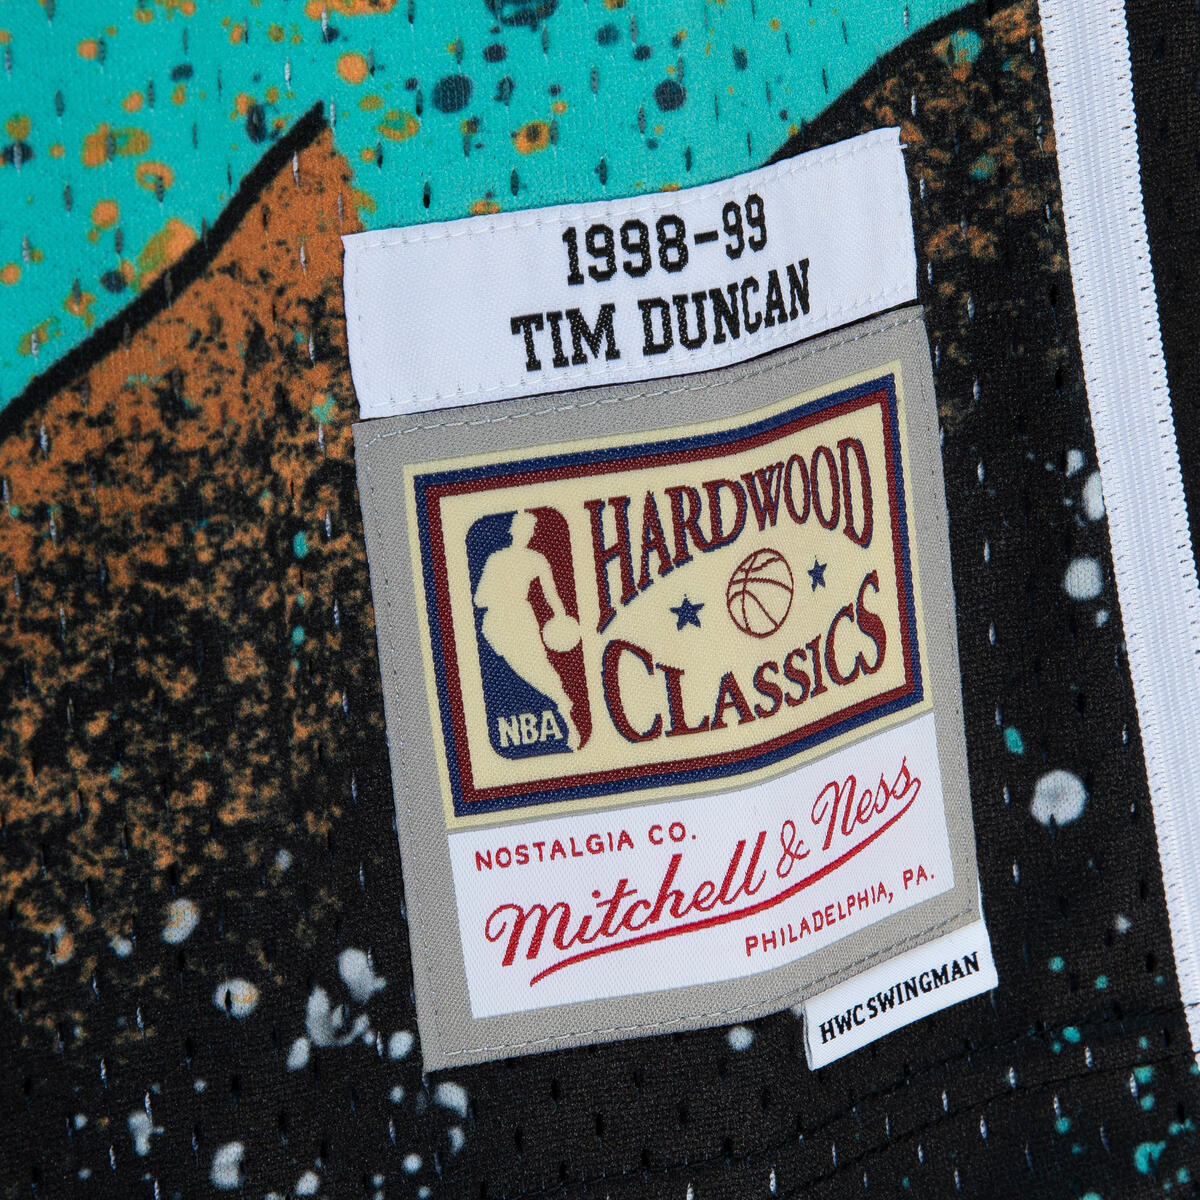 1998-99
TIM DUNCAN
HARDWOOD
CLASSICS
NBA
NOSTALGIA CO.
Mitchell & Ness
PHILADELPHIA, PA.
HWC SWINGMAN